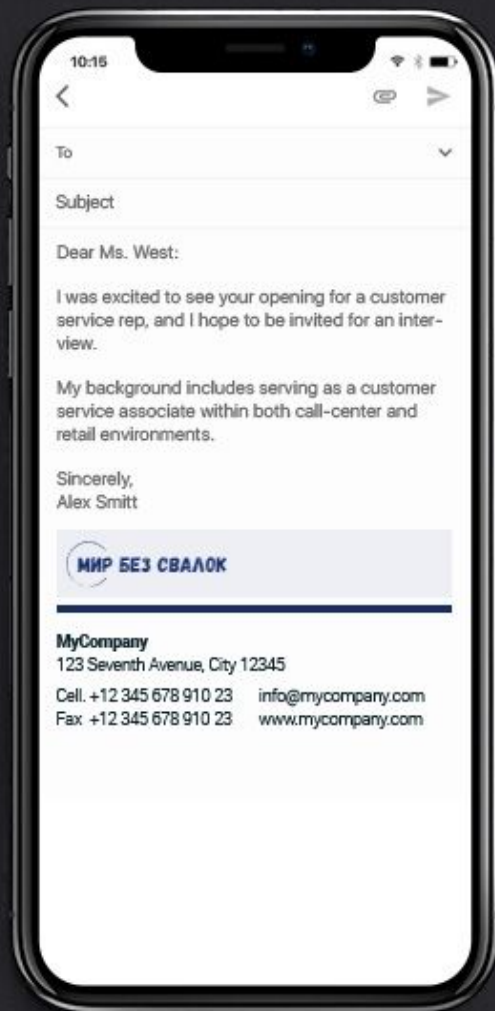 10:15
To
Subject
Dear Ms. West:
I was excited to see your opening for a customer
service rep, and I hope to be invited for an inter-
view.
My background includes serving as a customer
service associate within both call-center and
retail environments.
Sincerely,
Alex Smitt
МИР БЕЗ СВАЛОК
MyCompany
123 Seventh Avenue, City 12345
Cell. +12 345 678 910 23 info@mycompany.com
Fax +12 345 678 910 23 www.mycompany.com